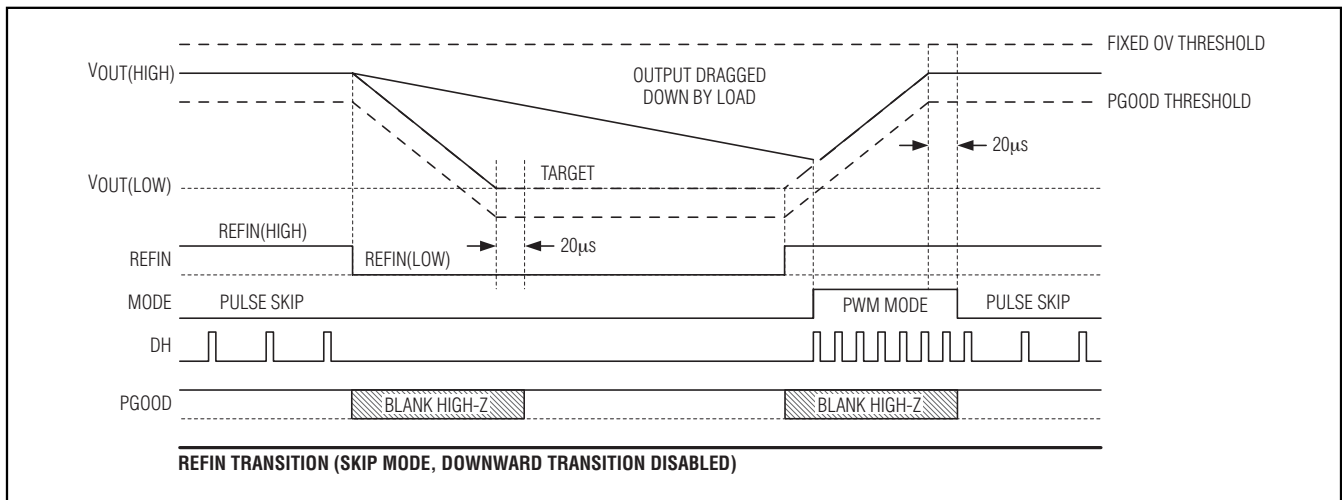 FIXED OV THRESHOLD
VOUT(HIGH)
OUTPUT DRAGGED
DOWN BY LOAD
PGOOD THRESHOLD
20µs
TARGET
VOUT(LOW)
REFIN(HIGH)
20µs
REFIN
REFIN(LOW)
MODE
PULSE SKIP
PWM MODE
PULSE SKIP
DH
PGOOD
BLANK HIGH-Z
BLANK HIGH-Z
REFIN TRANSITION (SKIP MODE, DOWNWARD TRANSITION DISABLED)